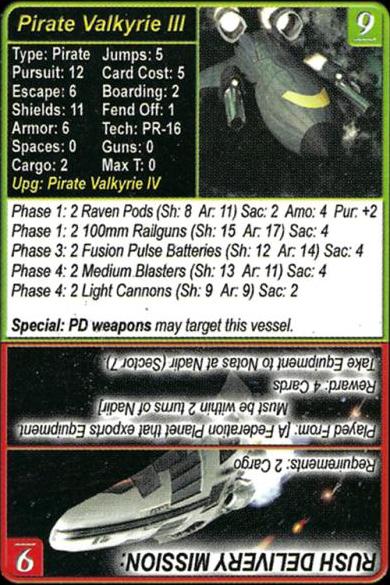 Pirate Valkyrie III
9
Type: Pirate Jumps: 5
Pursuit: 12 Card Cost: 5
Escape: 6 Boarding: 2
Shields: 11 Fend Off: 1
Armor: 6 Tech: PR-16
Spaces: 0 Guns: 0
Cargo: 2 Max T: 0
Upg: Pirate Valkyrie IV
Phase 1: 2 Raven Pods (Sh: 8 Ar: 11) Sac: 2 Amo: 4 Pur: +2
Phase 1: 2 100mm Railguns (Sh: 15 Ar: 17) Sac: 4
Phase 3: 2 Fusion Pulse Batteries (Sh: 12 Ar: 14) Sac: 4
Phase 4: 2 Medium Blasters (Sh: 13 Ar: 11) Sac: 4
Phase 4: 2 Light Cannons (Sh: 9 Ar: 9) Sac: 2
Special: PD weapons may target this vessel.
RUSH DELIVERY MISSION:
6
Requirements: 2 Cargo
Played From: [A Federation Planet that exports Equipment
Must be within 2 turns of Nadir]
Reward: 4 Cards
Take Equipment to Notas at Nadir (Sector 7)